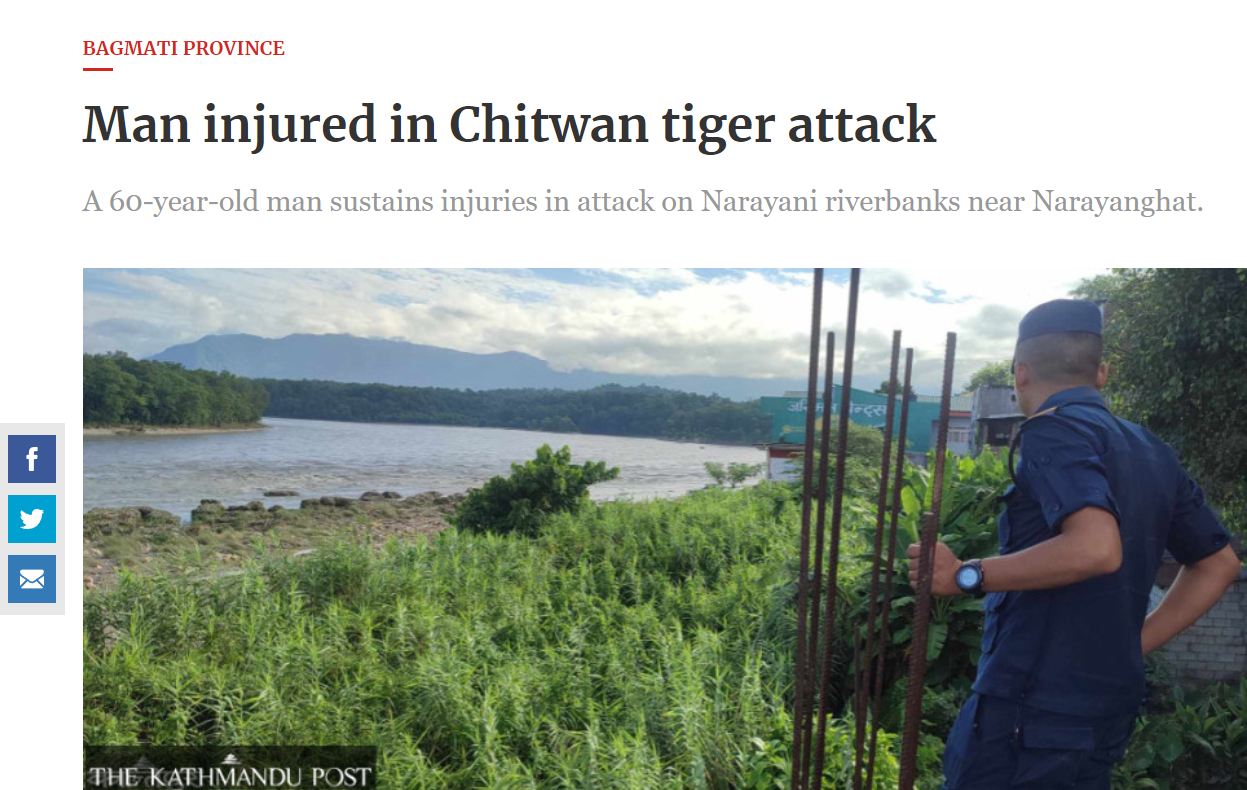 BAGMATI PROVINCE
Man injured in Chitwan tiger attack
A 60-year-old man sustains injuries in attack on Narayani riverbanks near Narayanghat.
THE KATHMANDU POST